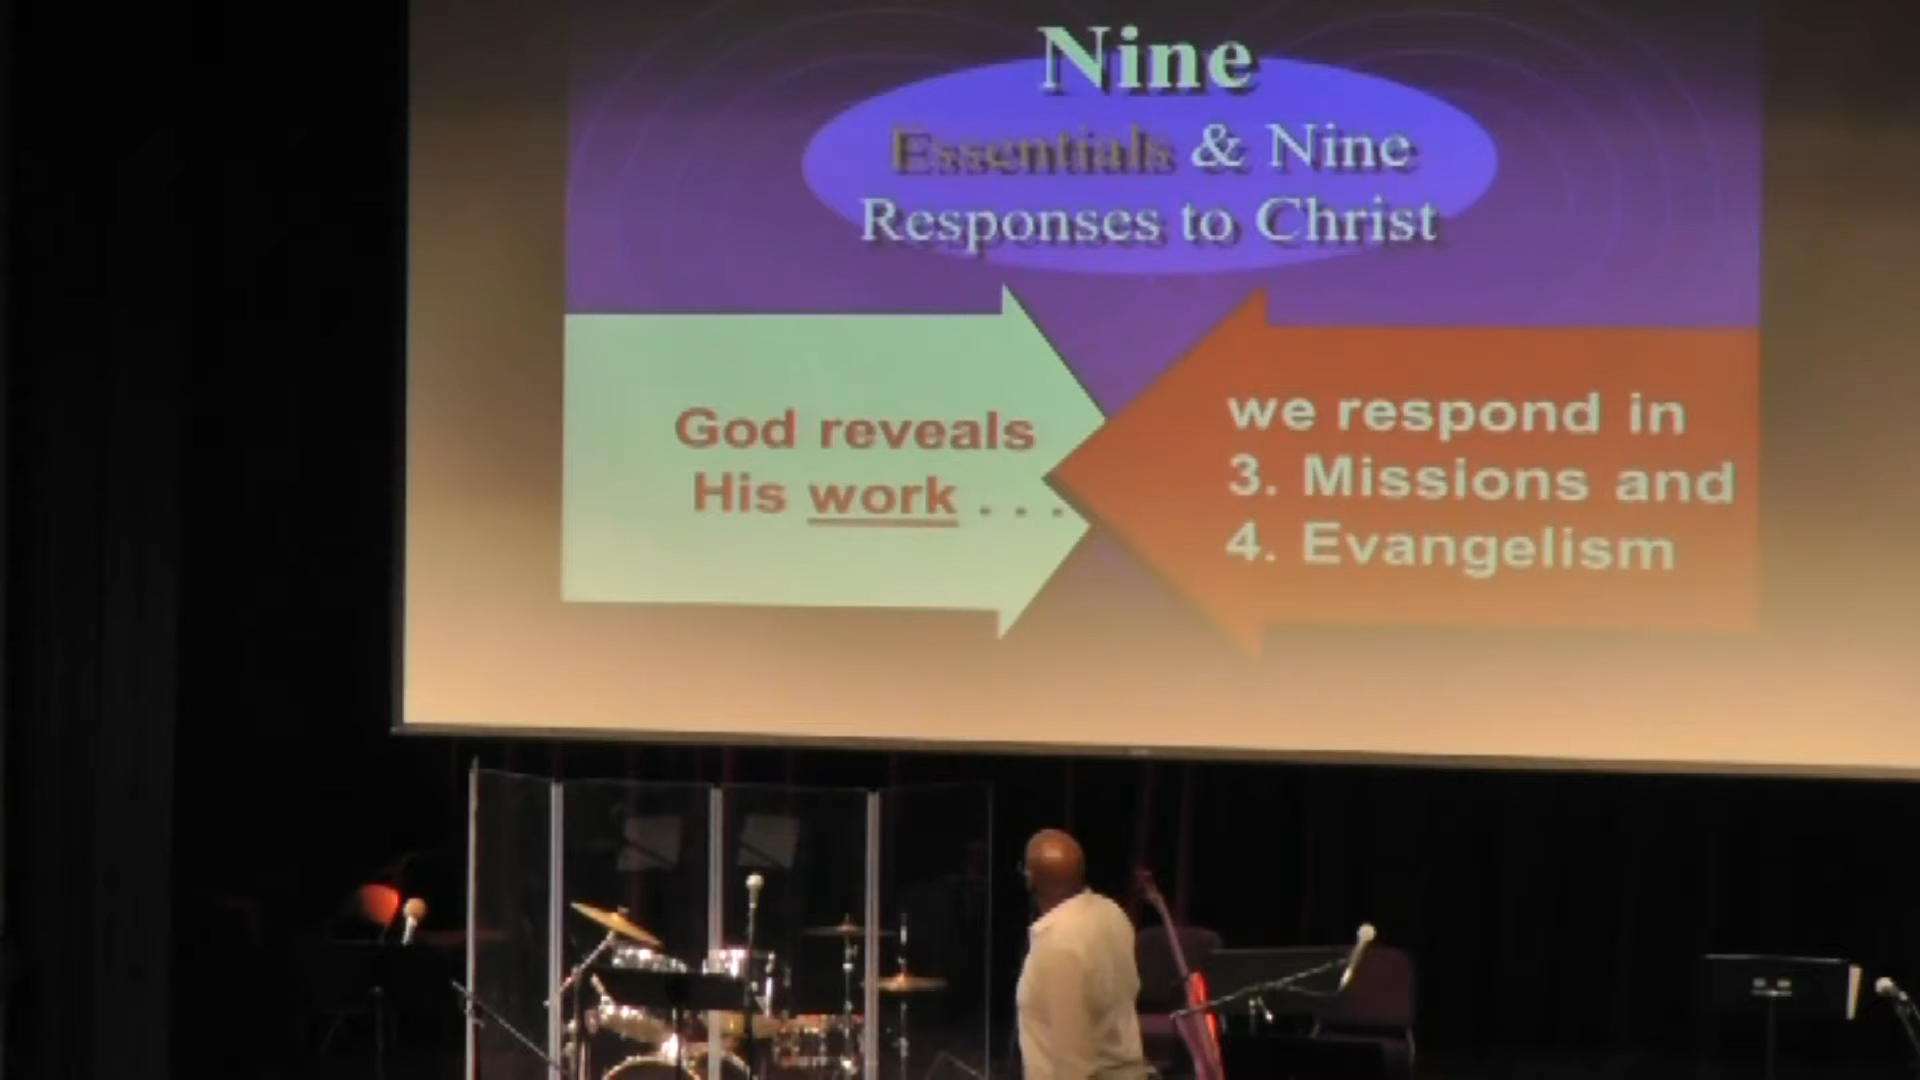 Nine
Essentials & Nine
Responses to Christ
God reveals
His work . . .
we respond in
3. Missions and
4. Evangelism